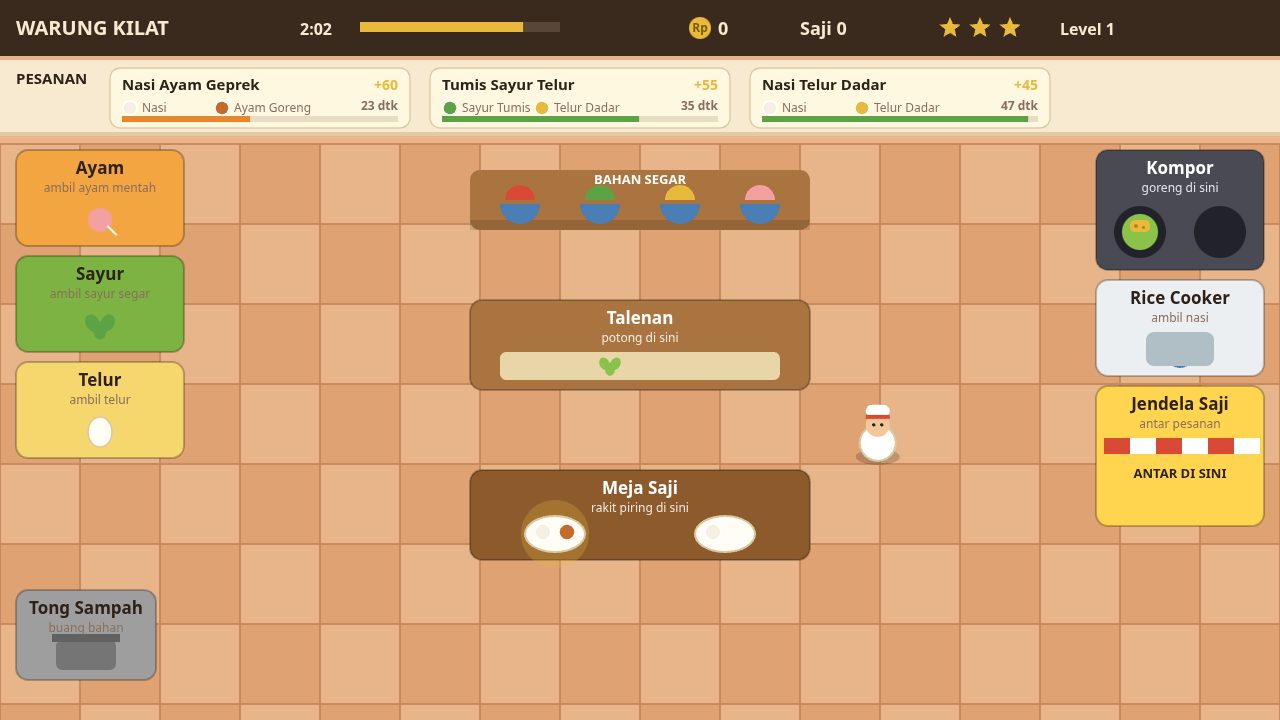 WARUNG KILAT
2:02
Rp 0
Saji 0
Level 1
PESANAN
Nasi Ayam Geprek +60
Nasi Ayam Goreng 23 dtk
Tumis Sayur Telur +55
Sayur Tumis Telur Dadar 35 dtk
Nasi Telur Dadar +45
Nasi Telur Dadar 47 dtk
Ayam
ambil ayam mentah
Sayur
ambil sayur segar
Telur
ambil telur
Tong Sampah
buang bahan
BAHAN SEGAR
Talenan
potong di sini
Meja Saji
rakit piring di sini
Kompor
goreng di sini
Rice Cooker
ambil nasi
Jendela Saji
antar pesanan
ANTAR DI SINI